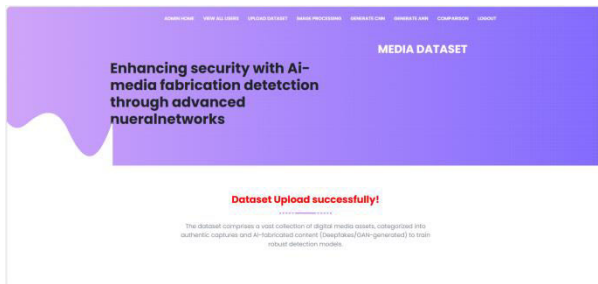 ADMIN HOME VIEW ALL USERS UPLOAD DATASET IMAGE PROCESSING GENERATE CNN GENERATE ANN COMPARISON LOGOUT
MEDIA DATASET
Enhancing security with Ai-
media fabrication detetction
through advanced
nueralnetworks
Dataset Upload successfully!
The dataset comprises a vast collection of digital media assets, categorized into
authentic captures and AI-fabricated content (Deepfakes/GAN-generated) to train
robust detection models.